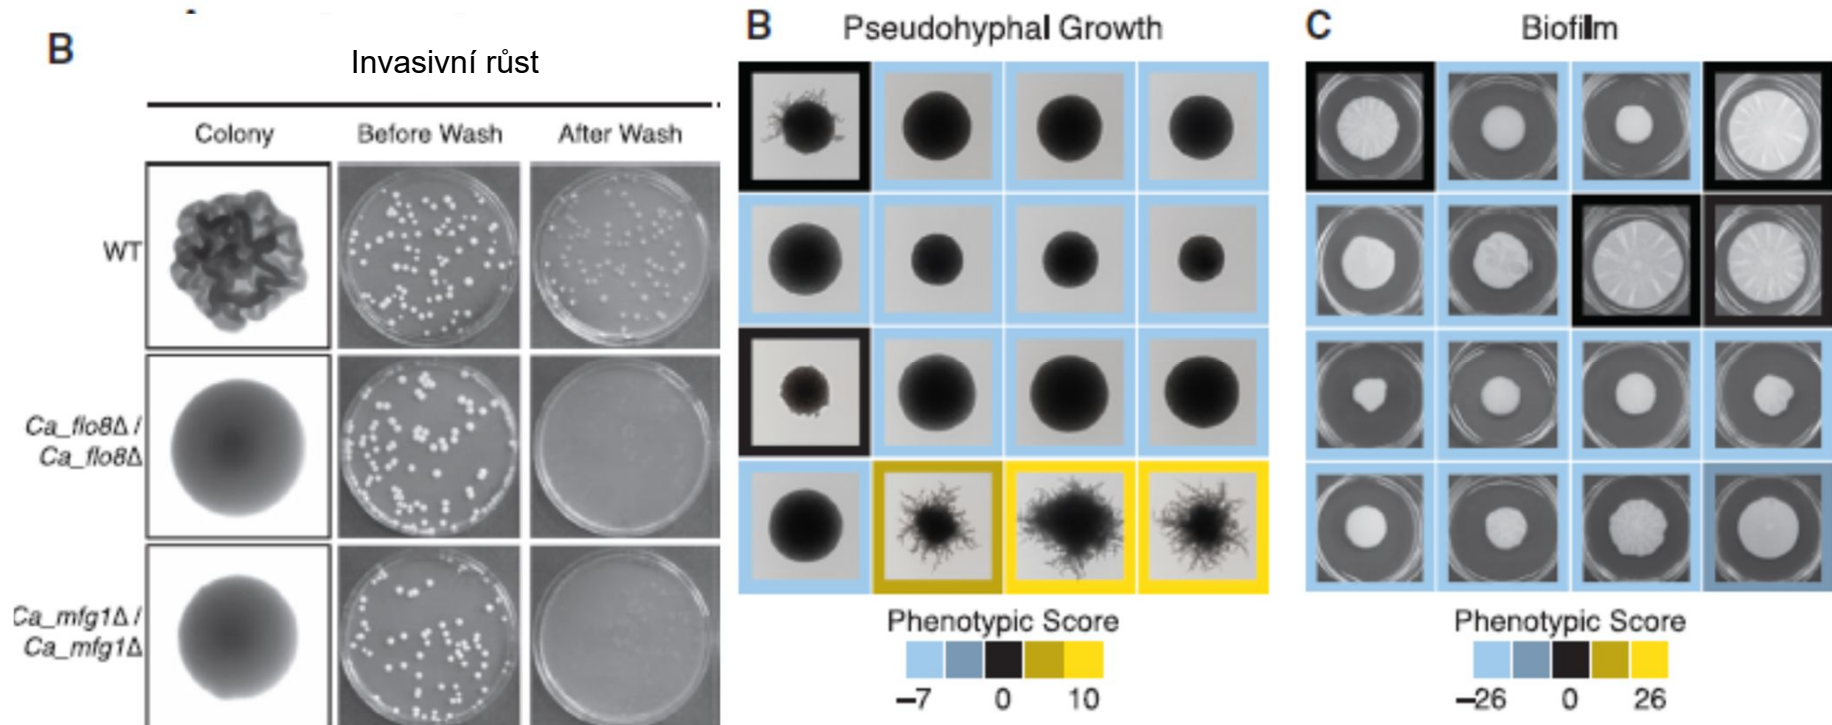 B
Invasivní růst
Colony
Before Wash
After Wash
WT
Ca_flo8Δ /
Ca_flo8Δ
Ca_mfg1Δ /
Ca_mfg1Δ
B
Pseudohyphal Growth
Phenotypic Score
–7
0
10
C
Biofilm
Phenotypic Score
–26
0
26